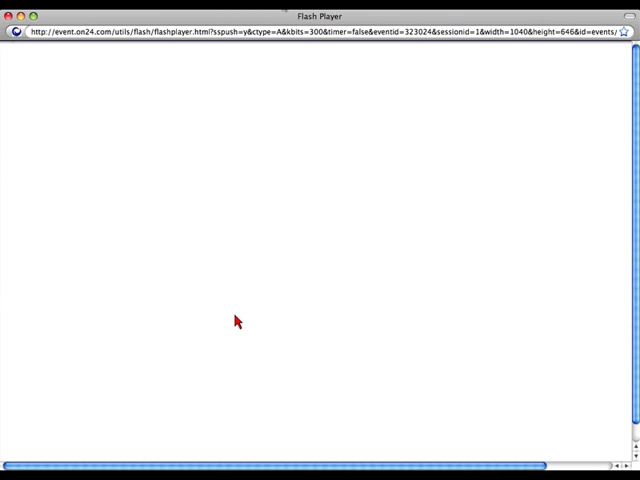 Flash Player
http://event.on24.com/utils/flash/flashplayer.html?sspush=y&ctype=A&kbits=300&timer=false&eventid=323024&sessionid=1&width=1040&height=646&id=events/